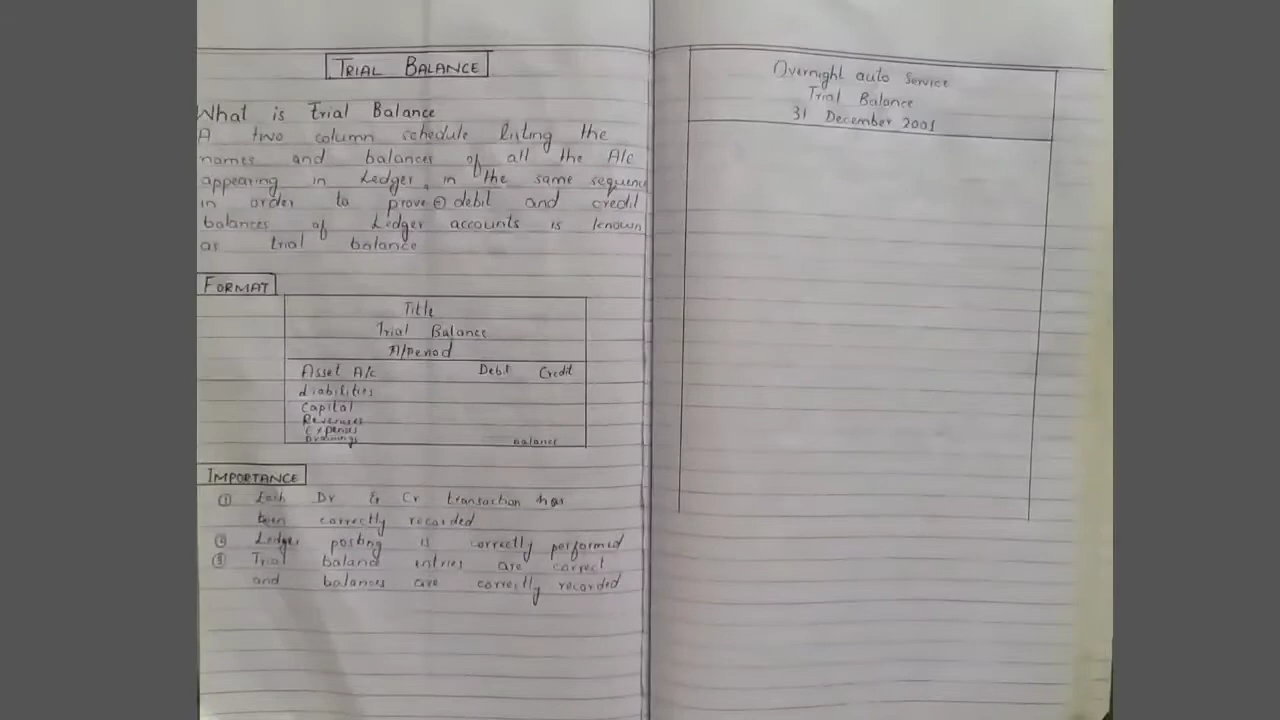 TRIAL BALANCE
What is Trial Balance
A two column schedule listing the
names and balances of all the A/c
appearing in Ledger, in the same sequenc
in order to prove = debit and credit
balances of Ledger accounts is known
as trial balance
FORMAT
Title
Trial Balance
A/Period
Asset A/c Debit Credit
Liabilities
Capital
Revenues
Expenses
Drawings balance
IMPORTANCE
① Each Dr & Cr transaction has
been correctly recorded
② Ledger posting is correctly performed
③ Trial balance entries are correct
and balances are correctly recorded
Overnight auto Service
Trial Balance
31 December 2001